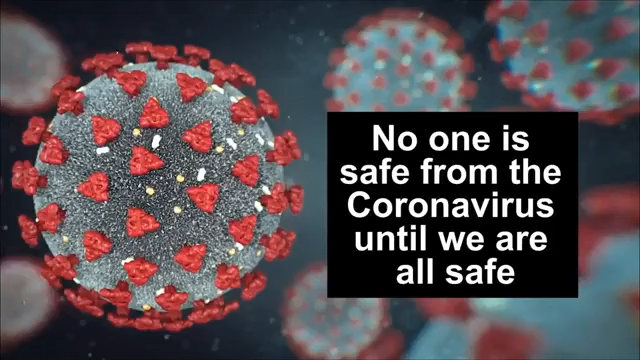 No one is
safe from the
Coronavirus
until we are
all safe